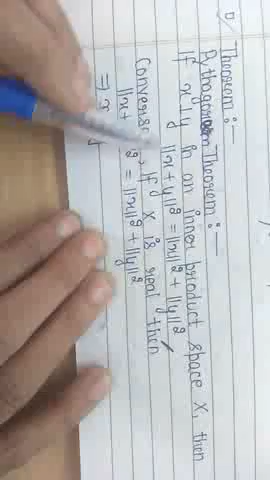 Theorem :-
Pythagorean Theorem :-
If x ⊥ y in an inner product space X, then
||x + y||² = ||x||² + ||y||²
Converse, If X is real then
||x+ ||² = ||x||² + ||y||²
⇒ x y